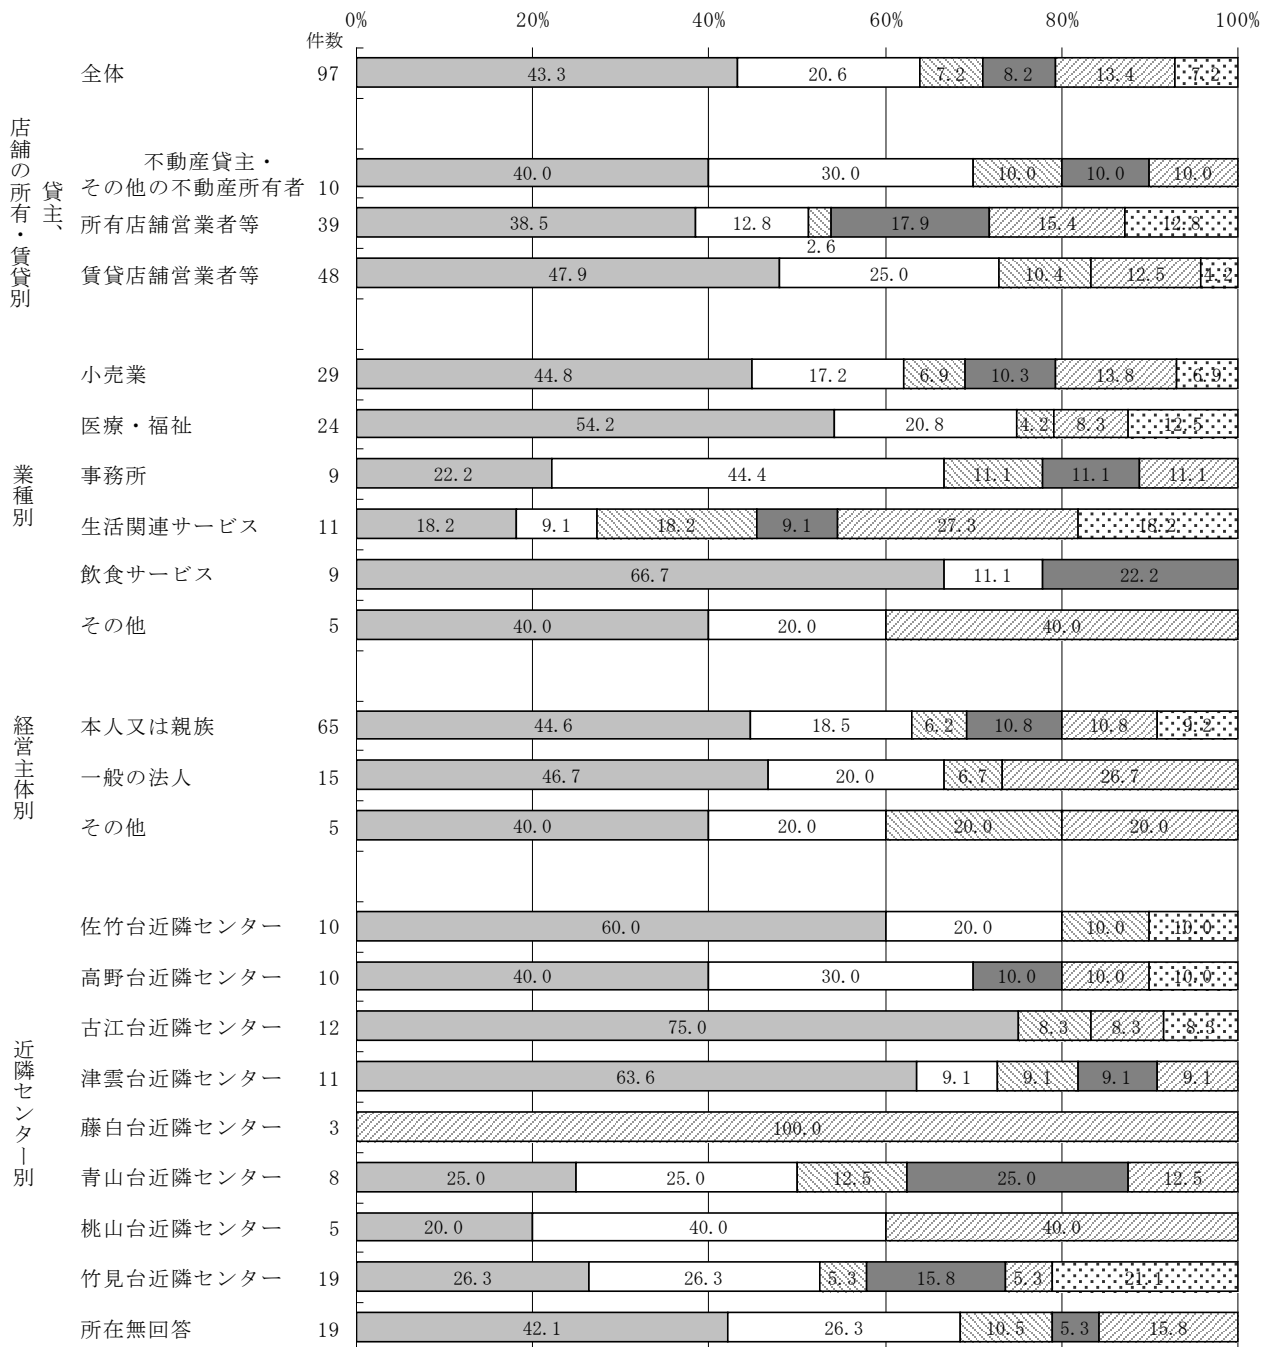 0% 20% 40% 60% 80% 100%
件数
全体 97 43.3 20.6 7.2 8.2 13.4 7.2
店舗の所有・賃貸別
貸主、
不動産貸主・
その他の不動産所有者 10 40.0 30.0 10.0 10.0 10.0
所有店舗営業者等 39 38.5 12.8 17.9 15.4 12.8
2.6
賃貸店舗営業者等 48 47.9 25.0 10.4 12.5 4.2
業種別
小売業 29 44.8 17.2 6.9 10.3 13.8 6.9
医療・福祉 24 54.2 20.8 4.2 8.3 12.5
事務所 9 22.2 44.4 11.1 11.1 11.1
生活関連サービス 11 18.2 9.1 18.2 9.1 27.3 18.2
飲食サービス 9 66.7 11.1 22.2
その他 5 40.0 20.0 40.0
経営主体別
本人又は親族 65 44.6 18.5 6.2 10.8 10.8 9.2
一般の法人 15 46.7 20.0 6.7 26.7
その他 5 40.0 20.0 20.0 20.0
近隣センター別
佐竹台近隣センター 10 60.0 20.0 10.0 10.0
高野台近隣センター 10 40.0 30.0 10.0 10.0 10.0
古江台近隣センター 12 75.0 8.3 8.3 8.3
津雲台近隣センター 11 63.6 9.1 9.1 9.1 9.1
藤白台近隣センター 3 100.0
青山台近隣センター 8 25.0 25.0 12.5 25.0 12.5
桃山台近隣センター 5 20.0 40.0 40.0
竹見台近隣センター 19 26.3 26.3 5.3 15.8 5.3 21.1
所在無回答 19 42.1 26.3 10.5 5.3 15.8